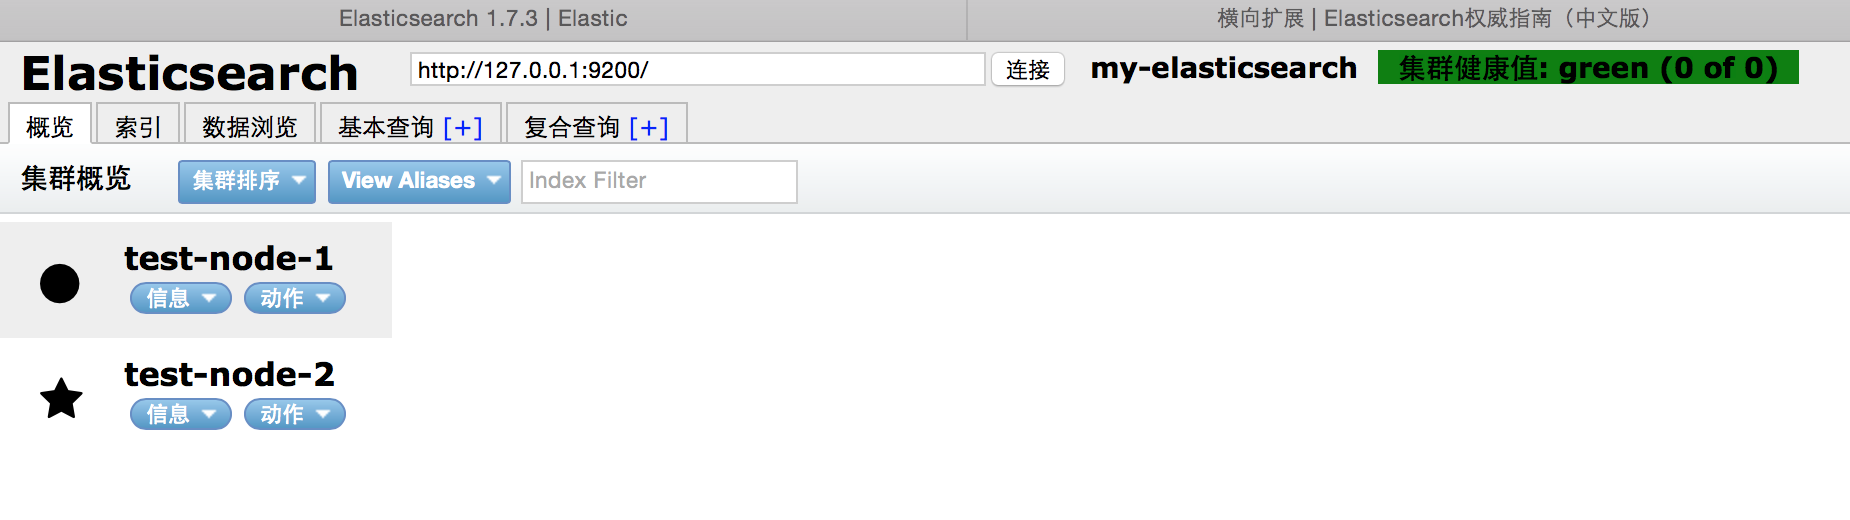 Elasticsearch 1.7.3 | Elastic
横向扩展 | Elasticsearch权威指南（中文版）
Elasticsearch
http://127.0.0.1:9200/
连接
my-elasticsearch
集群健康值: green (0 of 0)
概览
索引
数据浏览
基本查询 [+]
复合查询 [+]
集群概览
集群排序
View Aliases
Index Filter
test-node-1
信息
动作
test-node-2
信息
动作